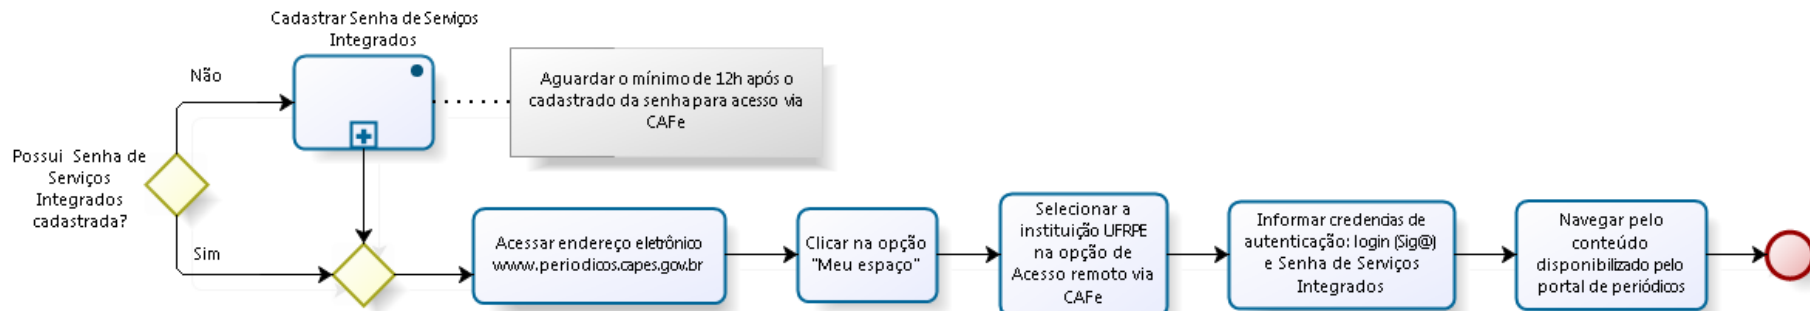 Cadastrar Senha de Serviços
Integrados
Não
Aguardar o mínimo de 12h após o
cadastrado da senha para acesso via
CAFe
Possui Senha de
Serviços
Integrados
cadastrada?
Sim
Acessar endereço eletrônico
www.periodicos.capes.gov.br
Clicar na opção
"Meu espaço"
Selecionar a
instituição UFRPE
na opção de
Acesso remoto via
CAFe
Informar credencias de
autenticação: login (Sig@)
e Senha de Serviços
Integrados
Navegar pelo
conteúdo
disponibilizado pelo
portal de periódicos